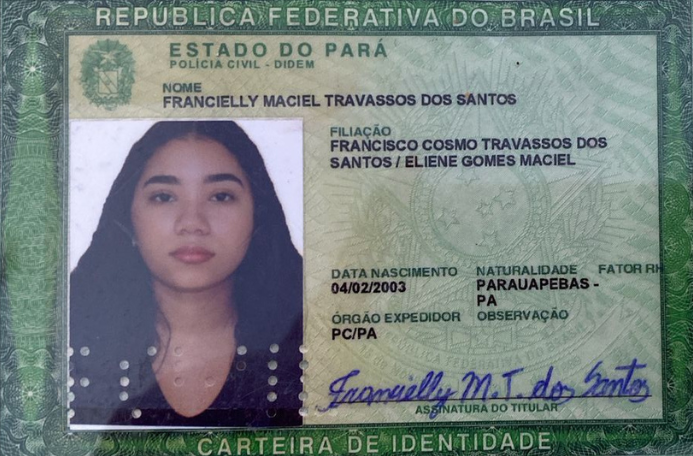 REPÚBLICA FEDERATIVA DO BRASIL
ESTADO DO PARÁ
POLÍCIA CIVIL - DIDEM
NOME
FRANCIELLY MACIEL TRAVASSOS DOS SANTOS
FILIAÇÃO
FRANCISCO COSMO TRAVASSOS DOS
SANTOS / ELIENE GOMES MACIEL
DATA NASCIMENTO NATURALIDADE FATOR RH
04/02/2003 PARAUAPEBAS -
PA
ÓRGÃO EXPEDIDOR OBSERVAÇÃO
PC/PA
Francielly M.T. dos Santos
ASSINATURA DO TITULAR
CARTEIRA DE IDENTIDADE